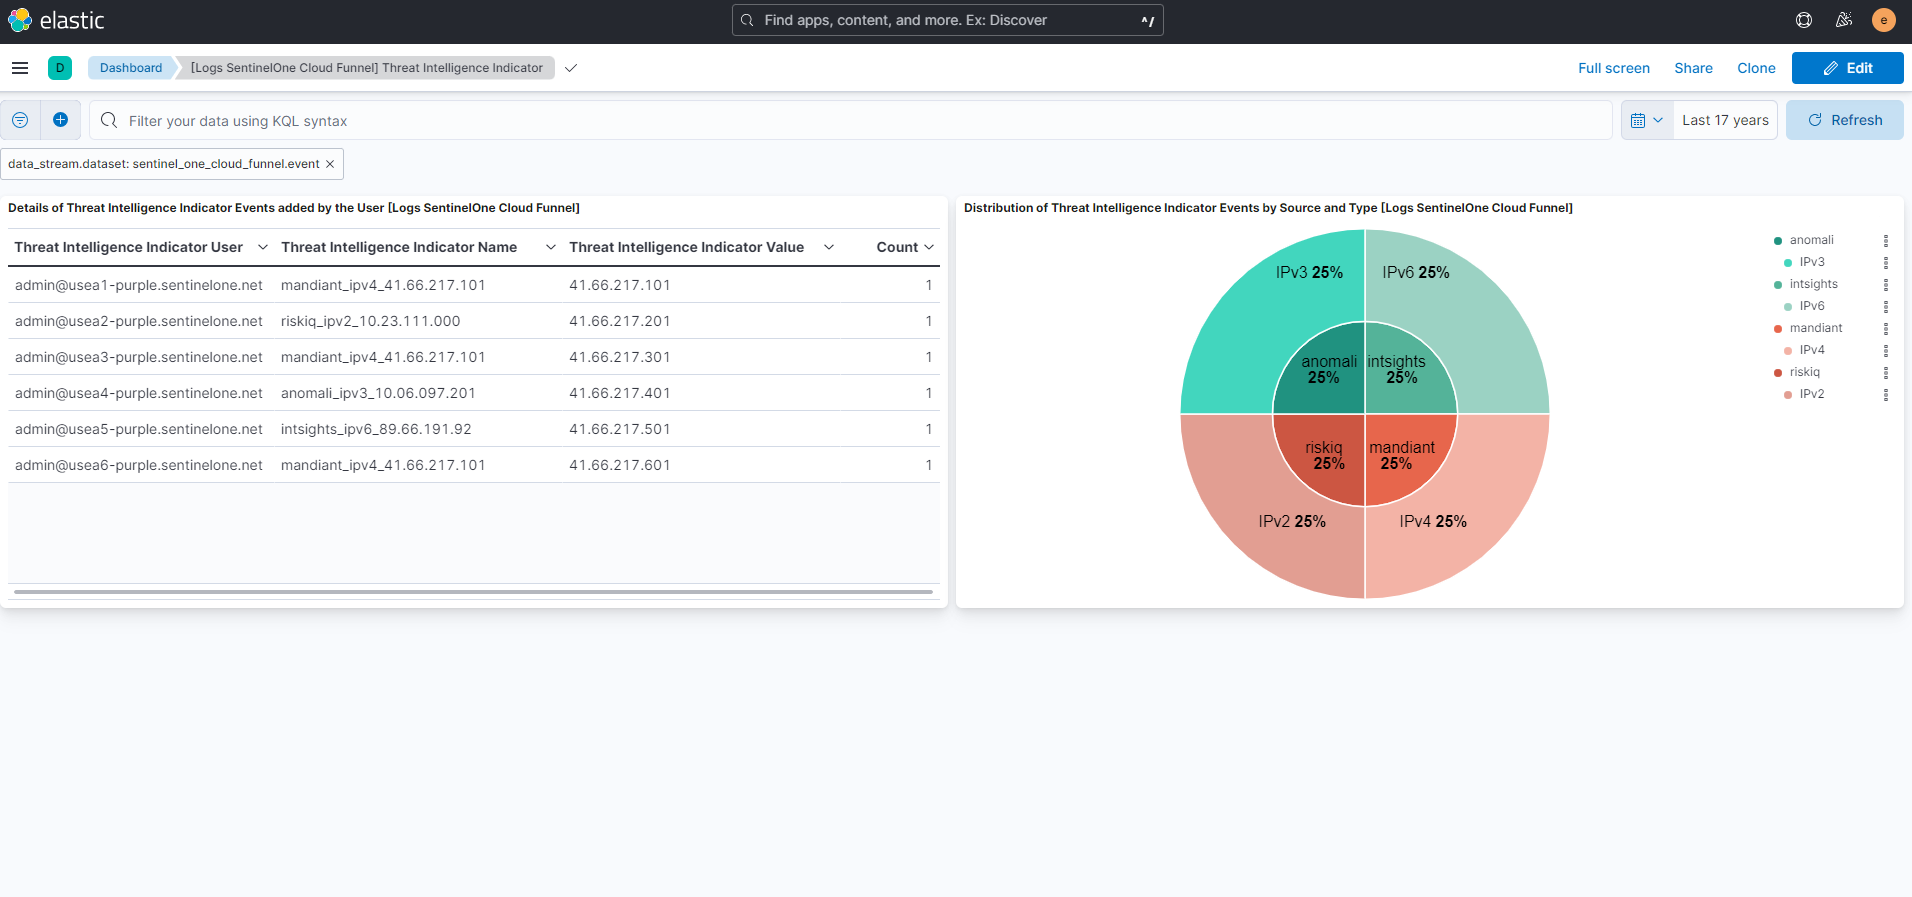 elastic
Find apps, content, and more. Ex: Discover ^/
e
D Dashboard [Logs SentinelOne Cloud Funnel] Threat Intelligence Indicator
Full screen Share Clone Edit
Filter your data using KQL syntax
Last 17 years Refresh
data_stream.dataset: sentinel_one_cloud_funnel.event ×
Details of Threat Intelligence Indicator Events added by the User [Logs SentinelOne Cloud Funnel]
Threat Intelligence Indicator User Threat Intelligence Indicator Name Threat Intelligence Indicator Value Count
admin@usea1-purple.sentinelone.net mandiant_ipv4_41.66.217.101 41.66.217.101 1
admin@usea2-purple.sentinelone.net riskiq_ipv2_10.23.111.000 41.66.217.201 1
admin@usea3-purple.sentinelone.net mandiant_ipv4_41.66.217.101 41.66.217.301 1
admin@usea4-purple.sentinelone.net anomali_ipv3_10.06.097.201 41.66.217.401 1
admin@usea5-purple.sentinelone.net intsights_ipv6_89.66.191.92 41.66.217.501 1
admin@usea6-purple.sentinelone.net mandiant_ipv4_41.66.217.101 41.66.217.601 1
Distribution of Threat Intelligence Indicator Events by Source and Type [Logs SentinelOne Cloud Funnel]
IPv3 25% IPv6 25%
anomali intsights
25% 25%
riskiq mandiant
25% 25%
IPv2 25% IPv4 25%
anomali
IPv3
intsights
IPv6
mandiant
IPv4
riskiq
IPv2